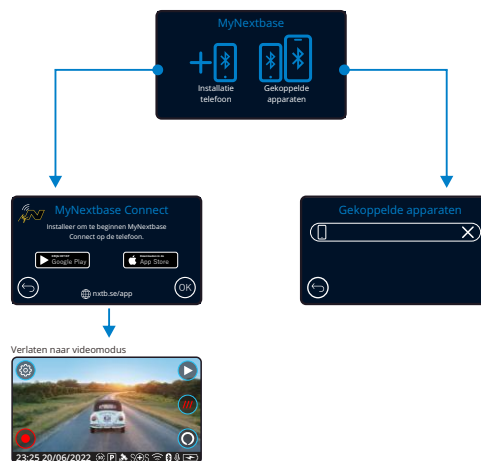 MyNextbase
Installatie
telefoon
Gekoppelde
apparaten
MyNextbase Connect
Installeer om te beginnen MyNextbase
Connect op de telefoon.
Google Play
App Store
OK
nxtb.se/app
Gekoppelde apparaten
Verlaten naar videomodus
23:25 20/06/2022